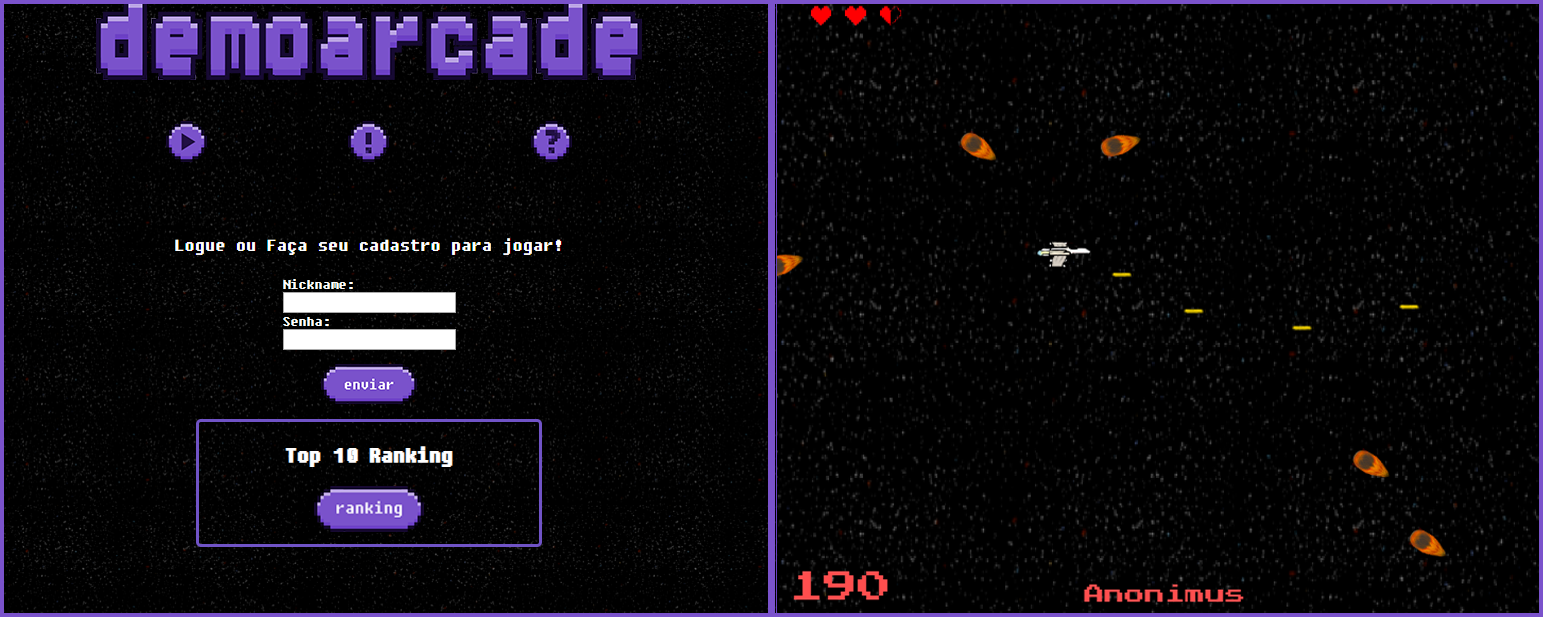 demoarcade
! ?
Logue ou Faça seu cadastro para jogar!
Nickname:
Senha:
enviar
Top 10 Ranking
ranking
190
Anonimus